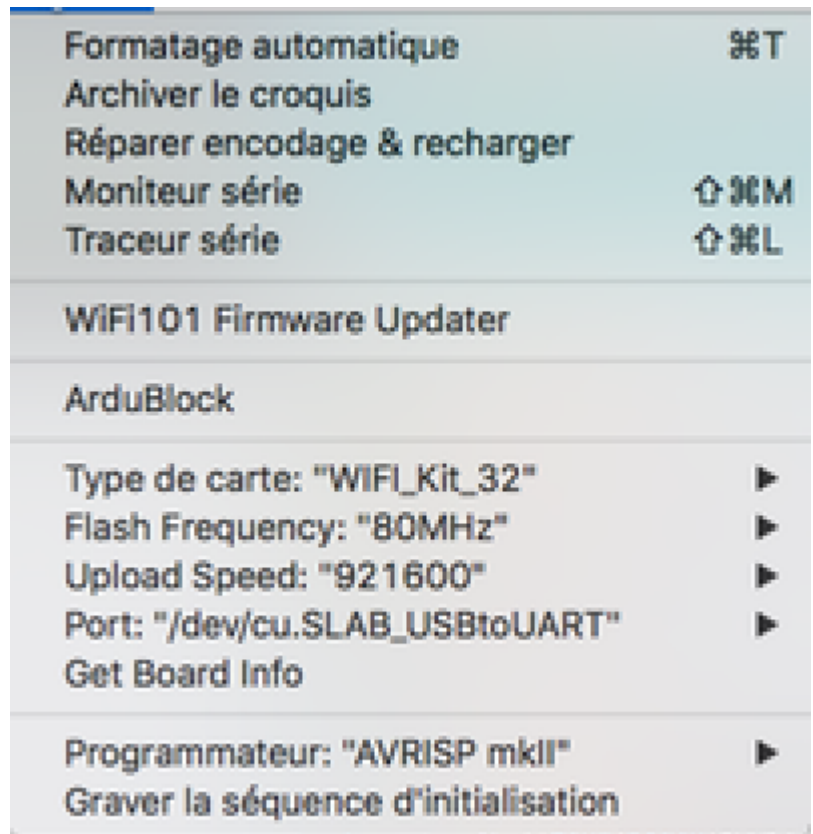 Formatage automatique ⌘T
Archiver le croquis
Réparer encodage & recharger
Moniteur série ⇧⌘M
Traceur série ⇧⌘L
WiFi101 Firmware Updater
ArduBlock
Type de carte: "WIFI_Kit_32"
Flash Frequency: "80MHz"
Upload Speed: "921600"
Port: "/dev/cu.SLAB_USBtoUART"
Get Board Info
Programmateur: "AVRISP mkII"
Graver la séquence d'initialisation